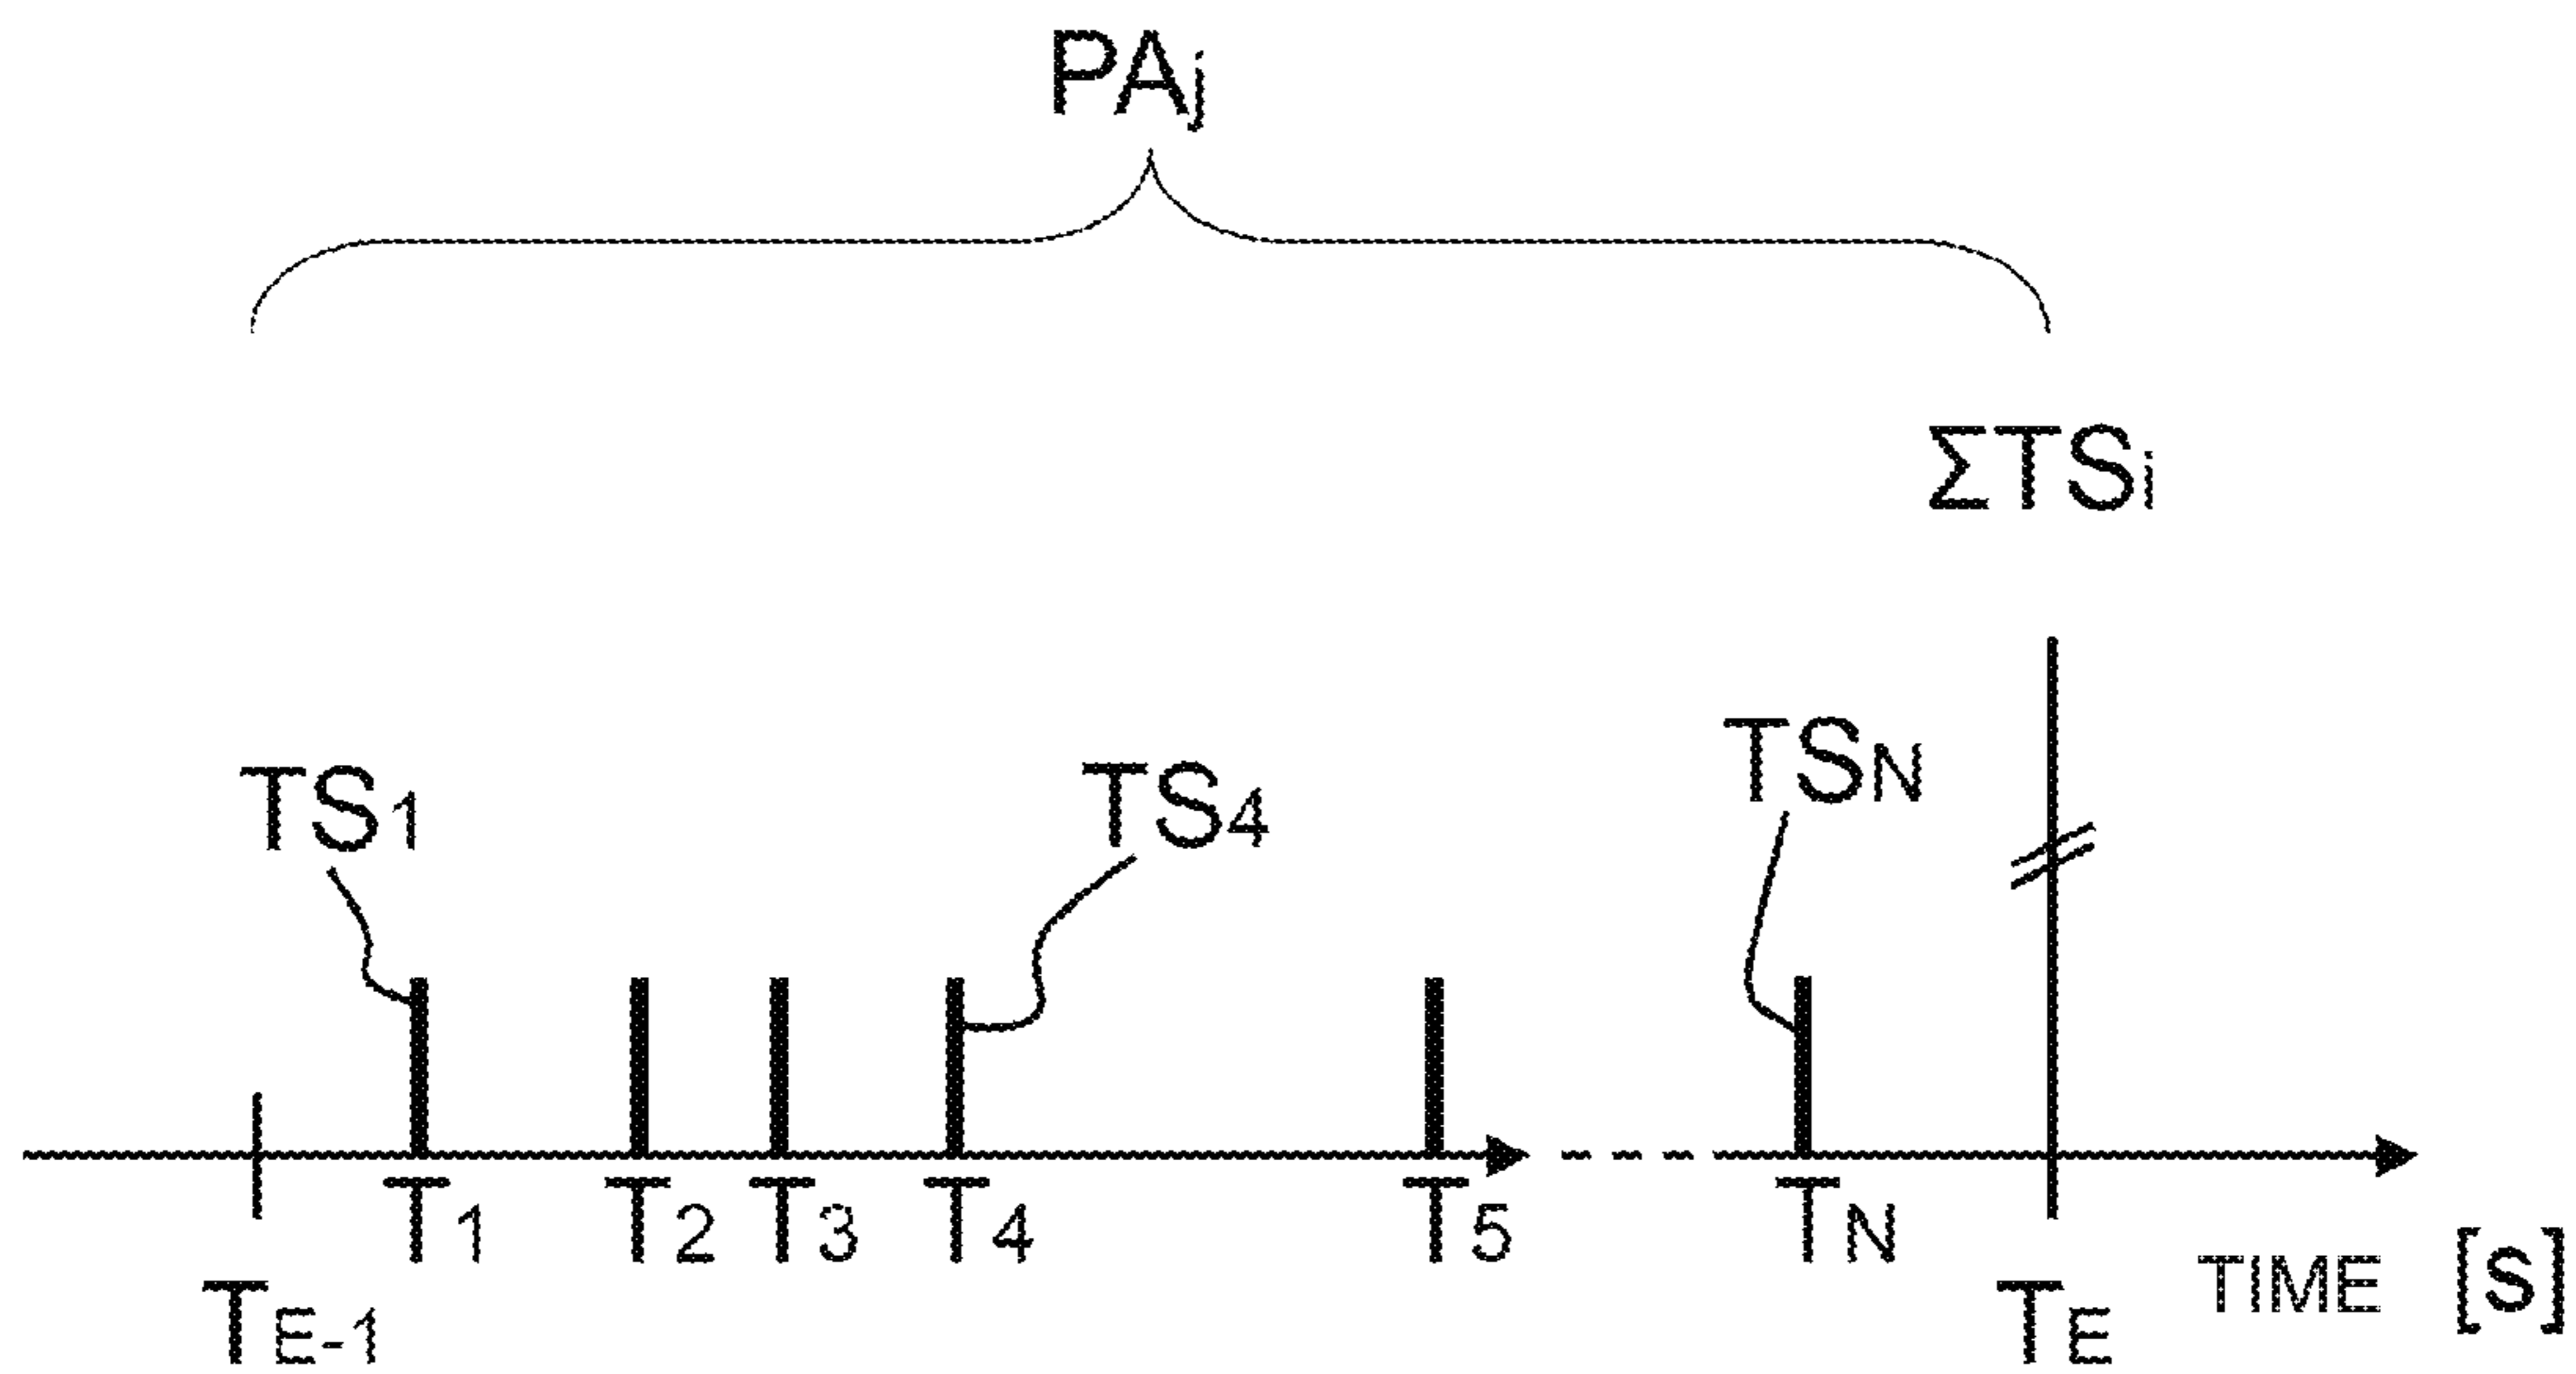 PAj
ΣTSi
TS1 TS4 TSN
T1 T2 T3 T4 T5 TN
TE-1 TE TIME [s]